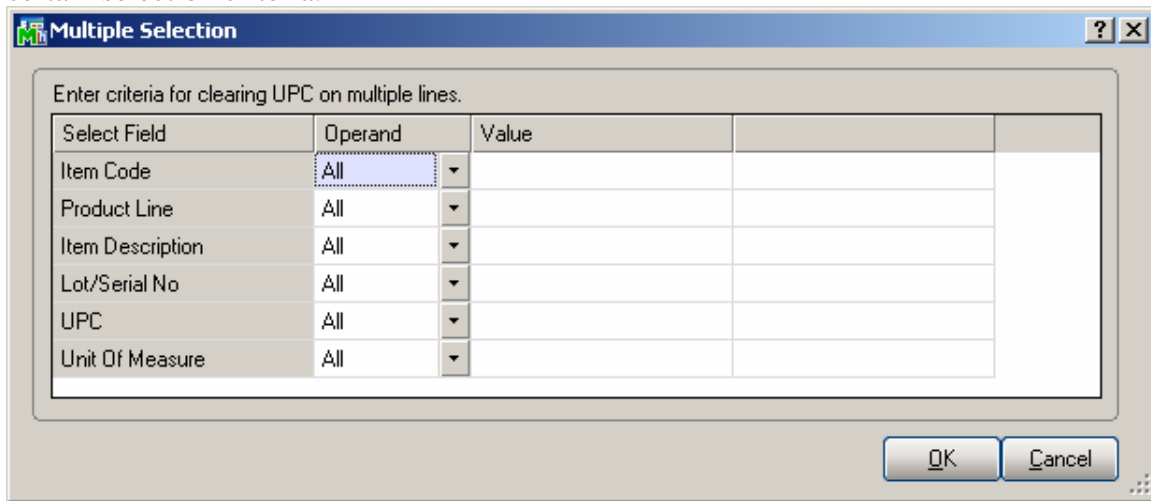 Multiple Selection
Enter criteria for clearing UPC on multiple lines.
Select Field Operand Value
Item Code All
Product Line All
Item Description All
Lot/Serial No All
UPC All
Unit Of Measure All
OK Cancel